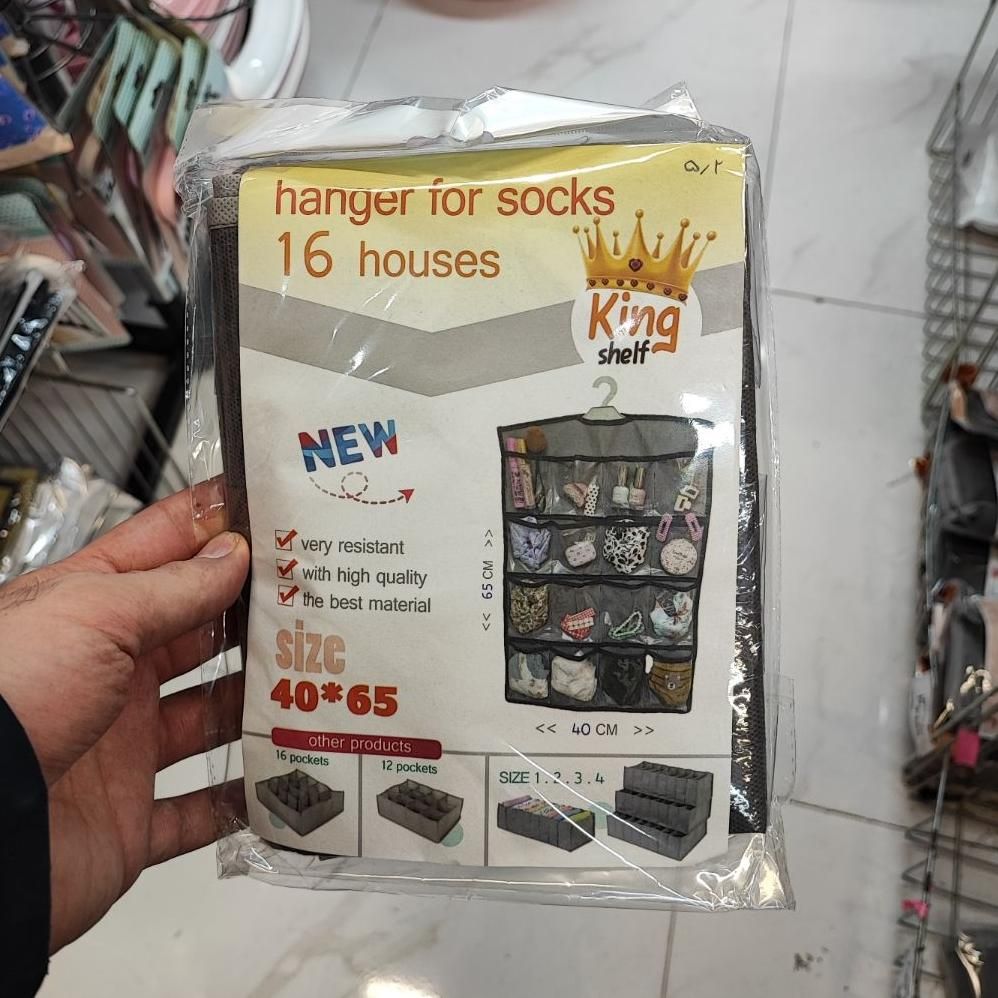 ۵/۲
hanger for socks
16 houses
King
shelf
NEW
very resistant
with high quality
the best material
size
40*65
<< 65 CM >>
<< 40 CM >>
other products
16 pockets
12 pockets
SIZE 1 . 2 . 3 . 4